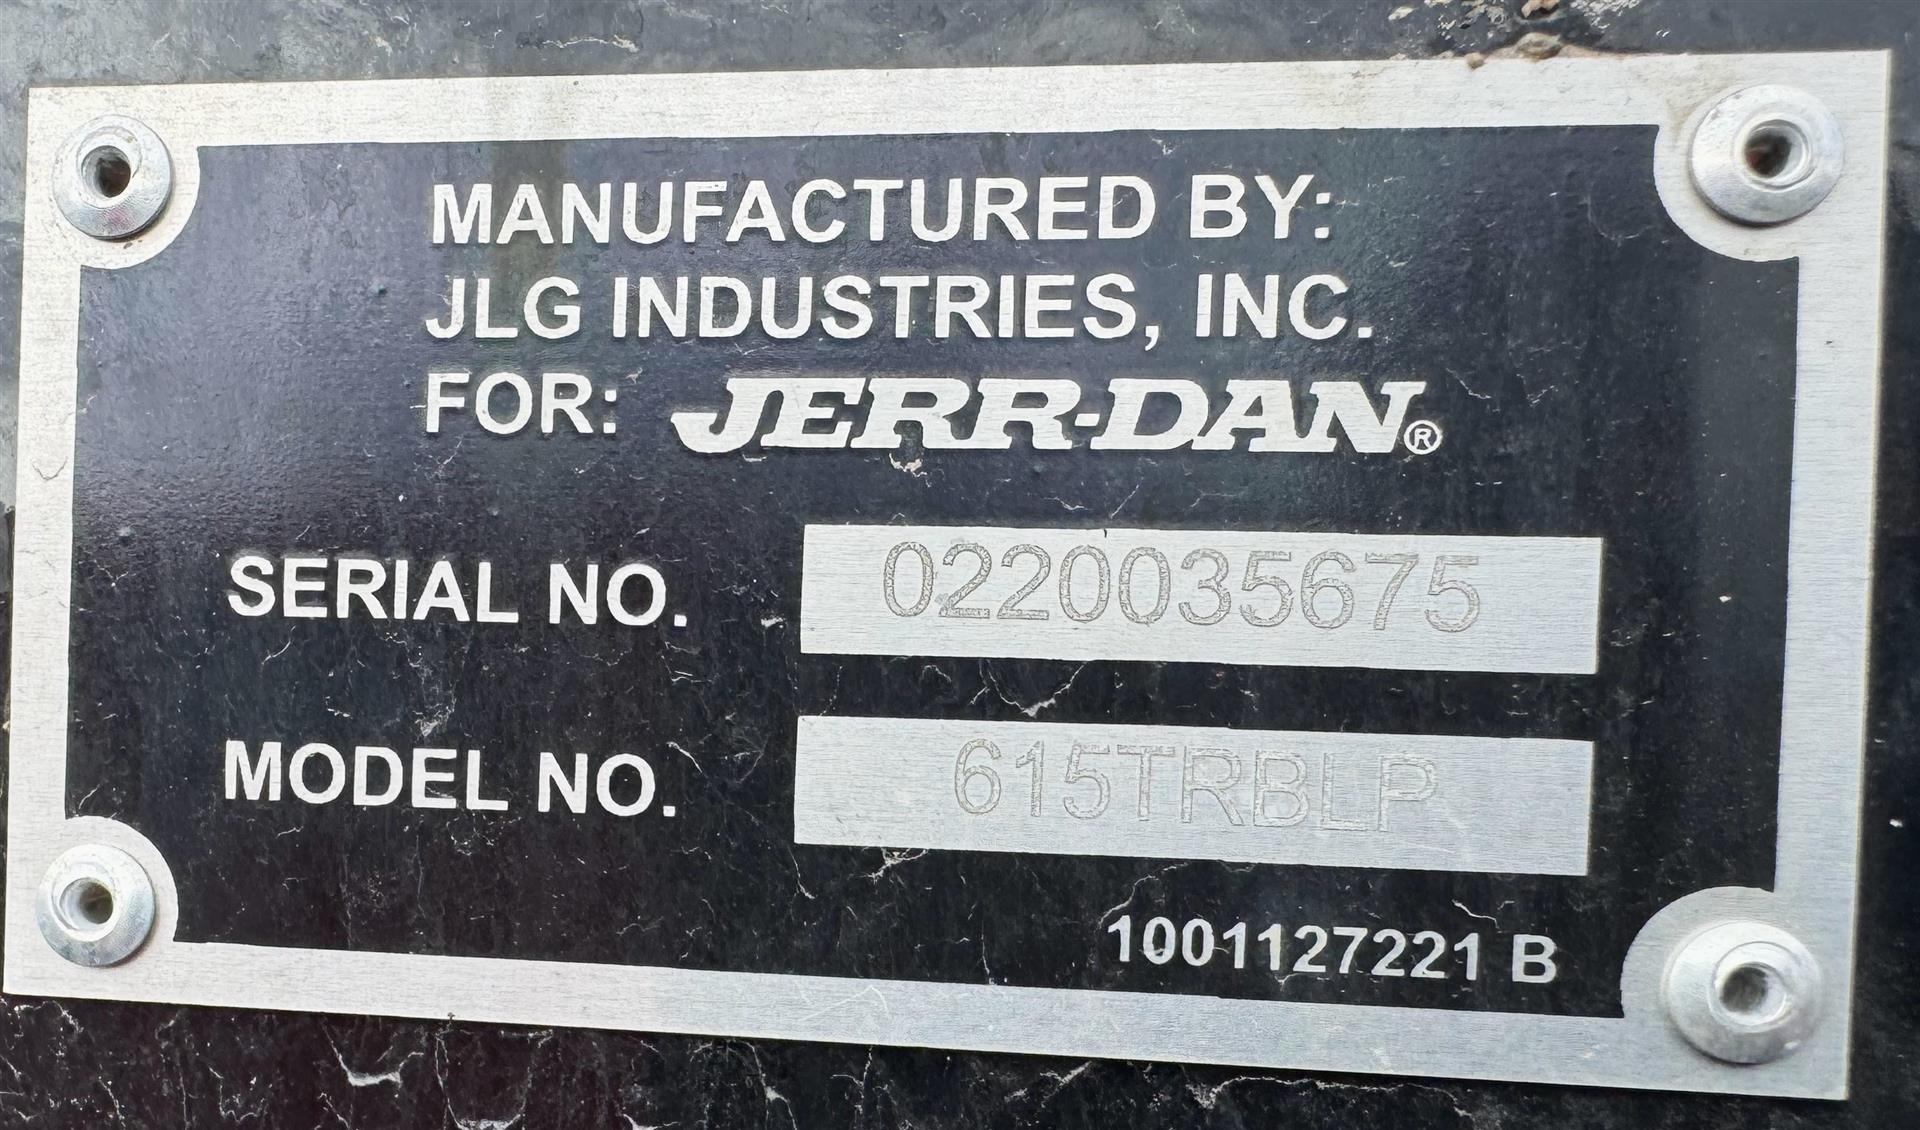 MANUFACTURED BY:
JLG INDUSTRIES, INC.
FOR: JERR-DAN®
SERIAL NO. 0220035675
MODEL NO. 615TRBLP
1001127221 B